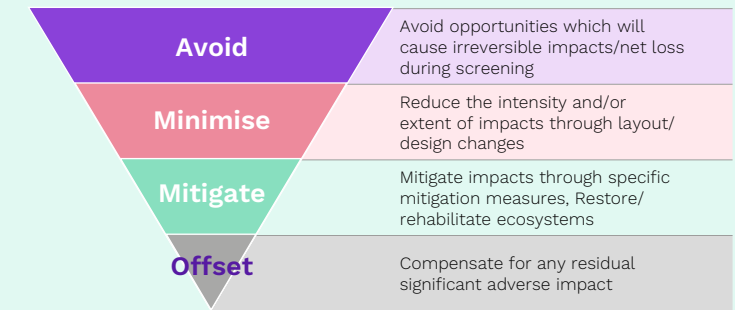 Avoid
Avoid opportunities which will
cause irreversible impacts/net loss
during screening
Minimise
Reduce the intensity and/or
extent of impacts through layout/
design changes
Mitigate
Mitigate impacts through specific
mitigation measures, Restore/
rehabilitate ecosystems
Offset
Compensate for any residual
significant adverse impact